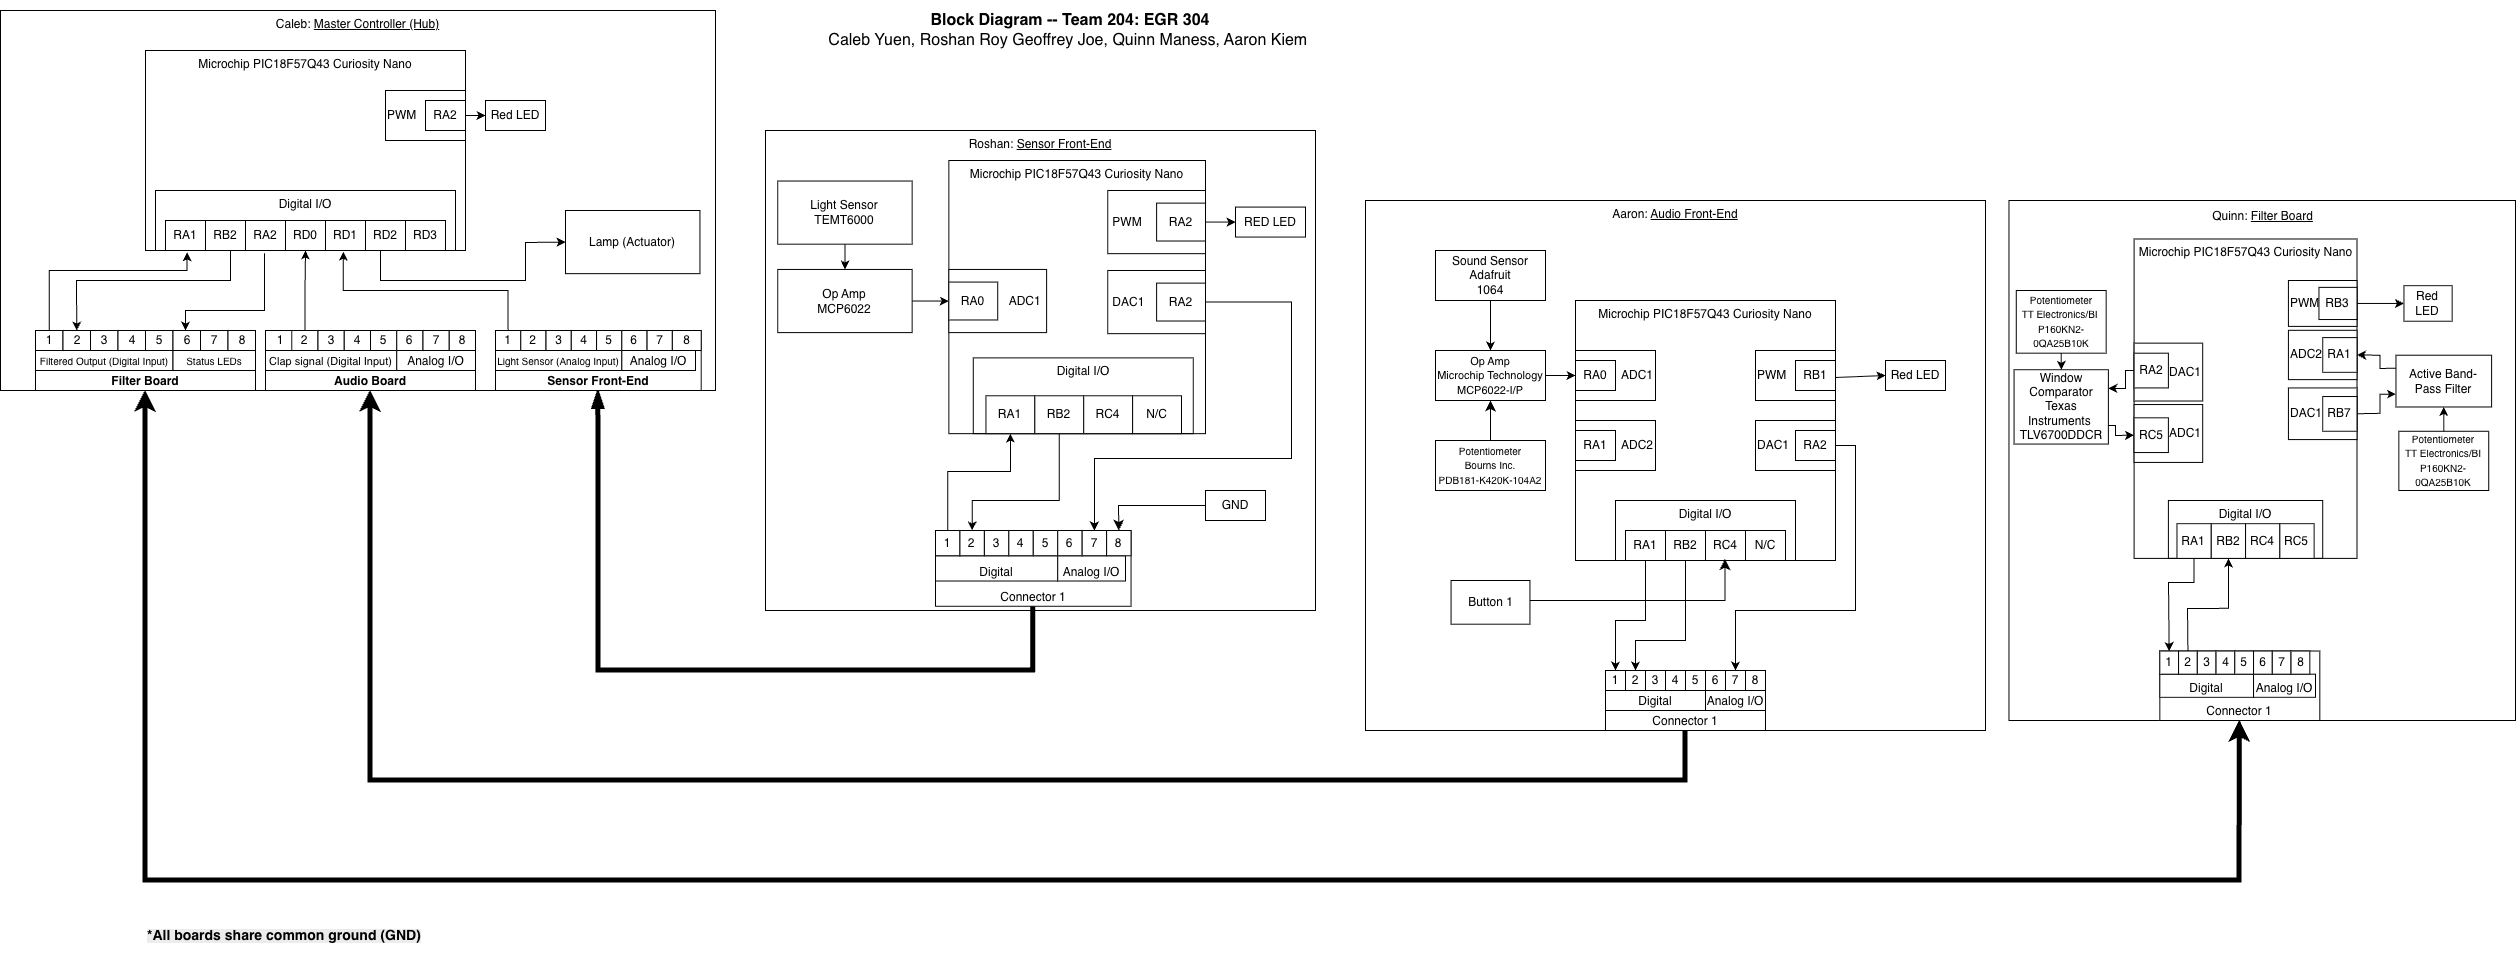 Block Diagram -- Team 204: EGR 304
Caleb Yuen, Roshan Roy Geoffrey Joe, Quinn Maness, Aaron Kiem
Caleb: Master Controller (Hub)
Microchip PIC18F57Q43 Curiosity Nano
PWM RA2 Red LED
Digital I/O
RA1 RB2 RA2 RD0 RD1 RD2 RD3
Lamp (Actuator)
1 2 3 4 5 6 7 8
Filtered Output (Digital Input) Status LEDs
Filter Board
1 2 3 4 5 6 7 8
Clap signal (Digital Input) Analog I/O
Audio Board
1 2 3 4 5 6 7 8
Light Sensor (Analog Input) Analog I/O
Sensor Front-End
Roshan: Sensor Front-End
Microchip PIC18F57Q43 Curiosity Nano
Light Sensor
TEMT6000
Op Amp
MCP6022
RA0 ADC1
PWM RA2 RED LED
DAC1 RA2
Digital I/O
RA1 RB2 RC4 N/C
GND
1 2 3 4 5 6 7 8
Digital Analog I/O
Connector 1
Aaron: Audio Front-End
Sound Sensor
Adafruit
1064
Microchip PIC18F57Q43 Curiosity Nano
Op Amp
Microchip Technology
MCP6022-I/P
RA0 ADC1
PWM RB1 Red LED
Potentiometer
Bourns Inc.
PDB181-K420K-104A2
RA1 ADC2
DAC1 RA2
Digital I/O
RA1 RB2 RC4 N/C
Button 1
1 2 3 4 5 6 7 8
Digital Analog I/O
Connector 1
Quinn: Filter Board
Microchip PIC18F57Q43 Curiosity Nano
Potentiometer
TT Electronics/BI
P160KN2-
0QA25B10K
Window
Comparator
Texas
Instruments
TLV6700DDCR
RA2 DAC1
RC5 ADC1
PWM RB3
Red
LED
ADC2 RA1
DAC1 RB7
Active Band-
Pass Filter
Potentiometer
TT Electronics/BI
P160KN2-
0QA25B10K
Digital I/O
RA1 RB2 RC4 RC5
1 2 3 4 5 6 7 8
Digital Analog I/O
Connector 1
*All boards share common ground (GND)